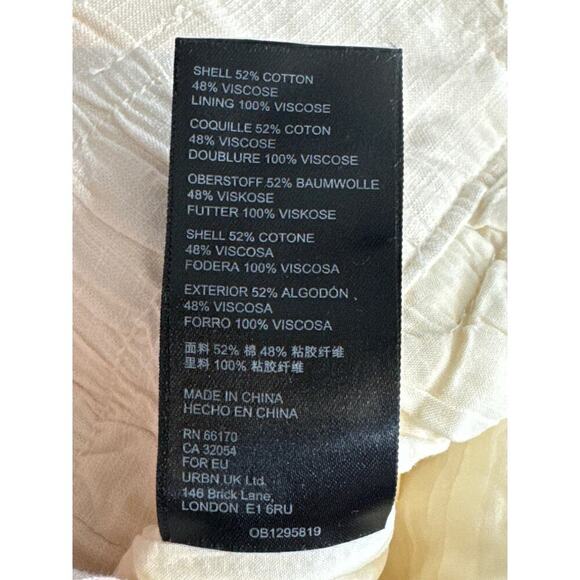 SHELL 52% COTTON
48% VISCOSE
LINING 100% VISCOSE
COQUILLE 52% COTON
48% VISCOSE
DOUBLURE 100% VISCOSE
OBERSTOFF 52% BAUMWOLLE
48% VISKOSE
FUTTER 100% VISKOSE
SHELL 52% COTONE
48% VISCOSA
FODERA 100% VISCOSA
EXTERIOR 52% ALGODÓN
48% VISCOSA
FORRO 100% VISCOSA
面料 52% 棉 48% 粘胶纤维
里料 100% 粘胶纤维
MADE IN CHINA
HECHO EN CHINA
RN 66170
CA 32054
FOR EU
URBN UK Ltd.
146 Brick Lane,
LONDON E1 6RU
OB1295819